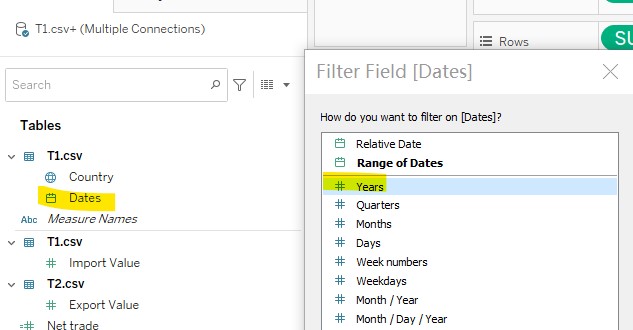 T1.csv+ (Multiple Connections)
Search
Tables
T1.csv
Country
Dates
Abc Measure Names
T1.csv
Import Value
T2.csv
Export Value
Net trade
Rows
SU
Filter Field [Dates]
How do you want to filter on [Dates]?
Relative Date
Range of Dates
Years
Quarters
Months
Days
Week numbers
Weekdays
Month / Year
Month / Day / Year